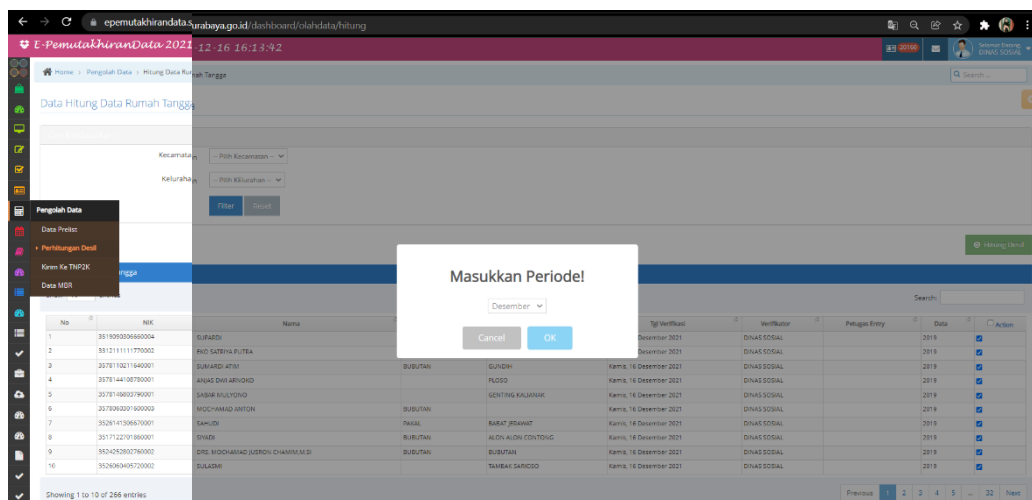 epemutakhirandata.surabaya.go.id/dashboard/olahdata/hitung
E-PemutakhiranData 2021-12-16 16:13:42
Selamat Datang,
DINAS SOSIAL
Home > Pengolah Data > Hitung Data Rumah Tangga
Search ...
Data Hitung Data Rumah Tangga
Kecamatan
-- Pilih Kecamatan --
Kelurahan
-- Pilih Kelurahan --
Filter Reset
Pengolah Data
Data Prelist
Perhitungan Desil
Kirim Ke TNP2K
Data MBR
Hitung Desil
Masukkan Periode!
Desember
Cancel OK
Search:
No NIK Nama Tgl Verifikasi Verifikator Petugas Entry Data Action
1 3519090306660004 SUPARDI Desember 2021 DINAS SOSIAL 2019
2 3312111111770002 EKO SATRIYA PUTRA Desember 2021 DINAS SOSIAL 2019
3 3578110211640001 SUMARDI ATIM BUBUTAN GUNDIH Kamis, 16 Desember 2021 DINAS SOSIAL 2019
4 3578144108780001 ANJAS DWI ARNOKO PLOSO Kamis, 16 Desember 2021 DINAS SOSIAL 2019
5 3578146803790001 SABAR MULYONO GENTING KALIANAK Kamis, 16 Desember 2021 DINAS SOSIAL 2019
6 3578060301600003 MOCHAMAD ANTON BUBUTAN Kamis, 16 Desember 2021 DINAS SOSIAL 2019
7 3526141306670001 SAHUDI PAKAL BABAT JERAWAT Kamis, 16 Desember 2021 DINAS SOSIAL 2019
8 3517122701860001 SIYADI BUBUTAN ALON ALON CONTONG Kamis, 16 Desember 2021 DINAS SOSIAL 2019
9 3524252802760002 DRS. MOCHAMAD JUSRON CHAMIM,M.SI BUBUTAN BUBUTAN Kamis, 16 Desember 2021 DINAS SOSIAL 2019
10 3526060405720002 SULASMI TAMBAK SARIOSO Kamis, 16 Desember 2021 DINAS SOSIAL 2019
Showing 1 to 10 of 266 entries
Previous 1 2 3 4 5 ... 32 Next